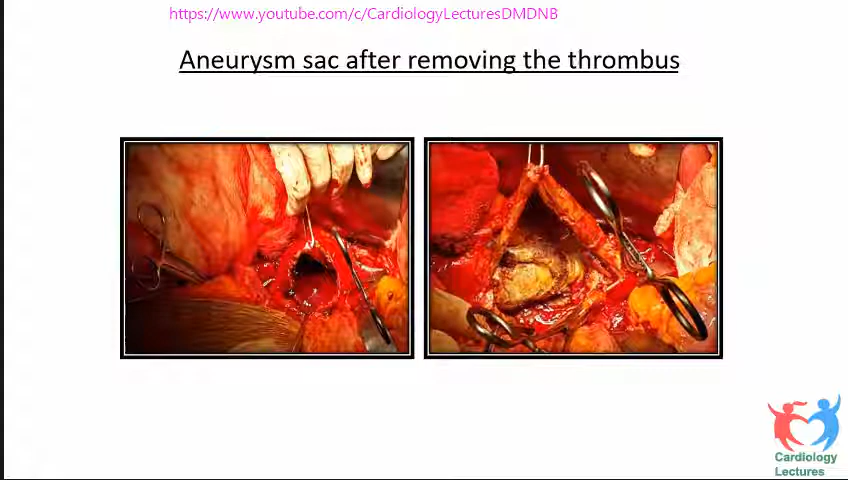 https://www.youtube.com/c/CardiologyLecturesDMDNB
Aneurysm sac after removing the thrombus
Cardiology
Lectures